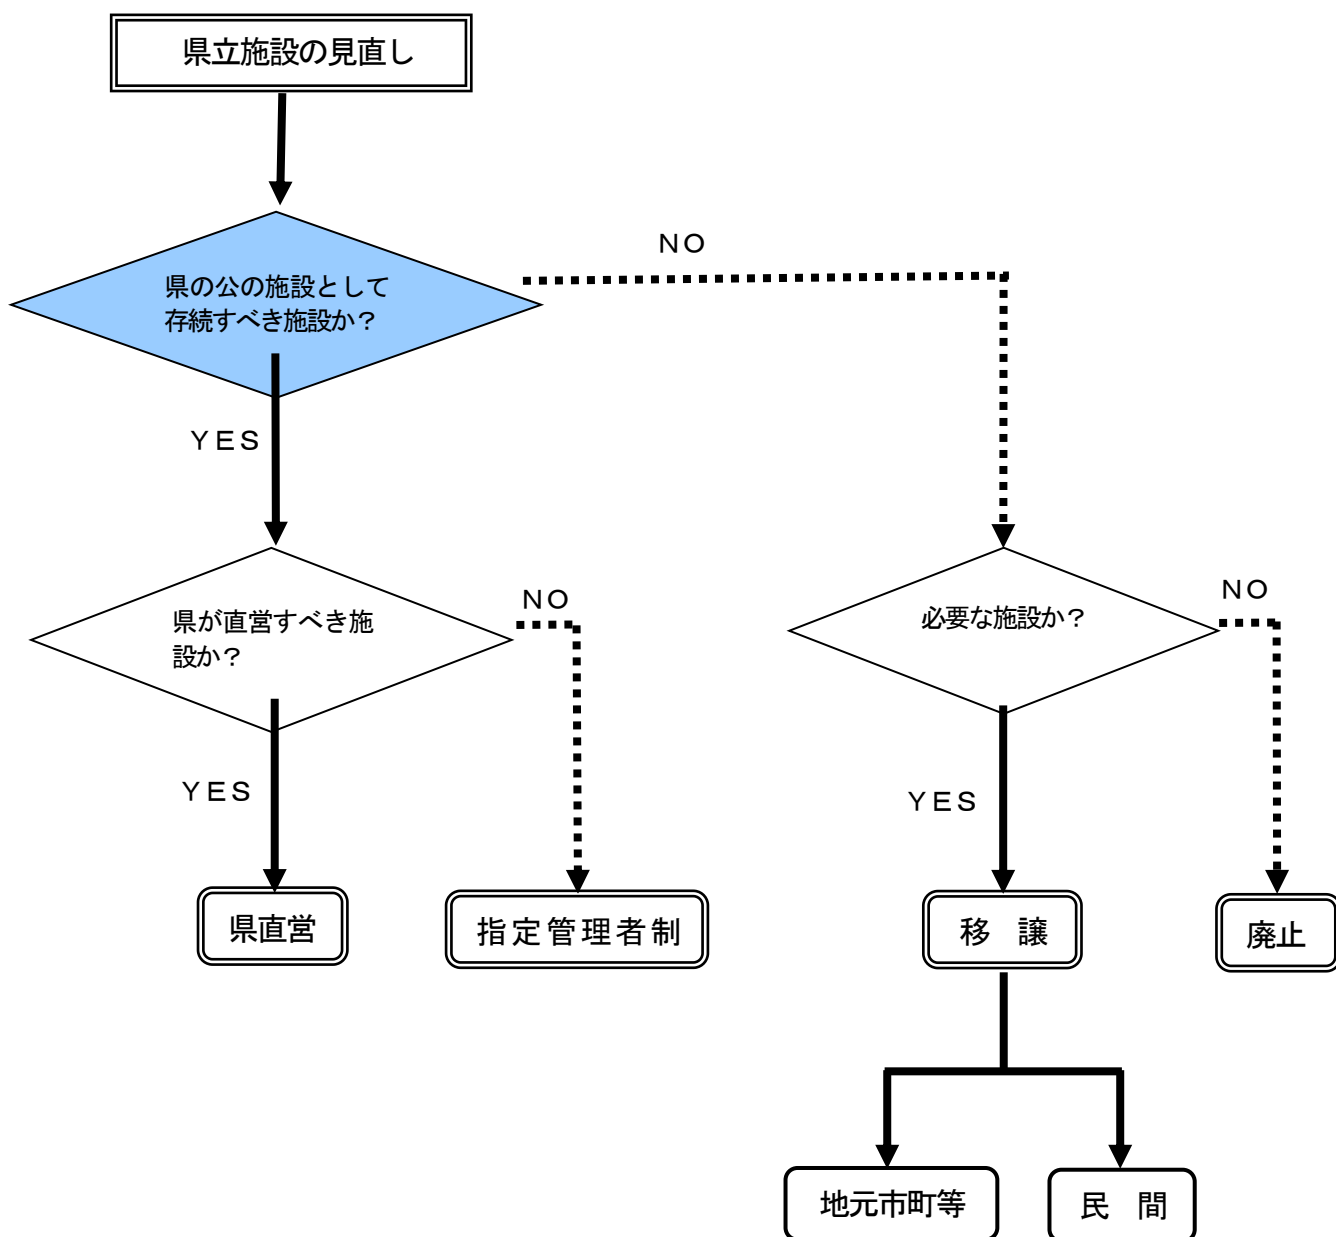 県立施設の見直し
NO
県の公の施設として
存続すべき施設か？
YES
NO
県が直営すべき施
設か？
NO
必要な施設か？
YES
YES
県直営
指定管理者制
移　譲
廃止
地元市町等
民　間